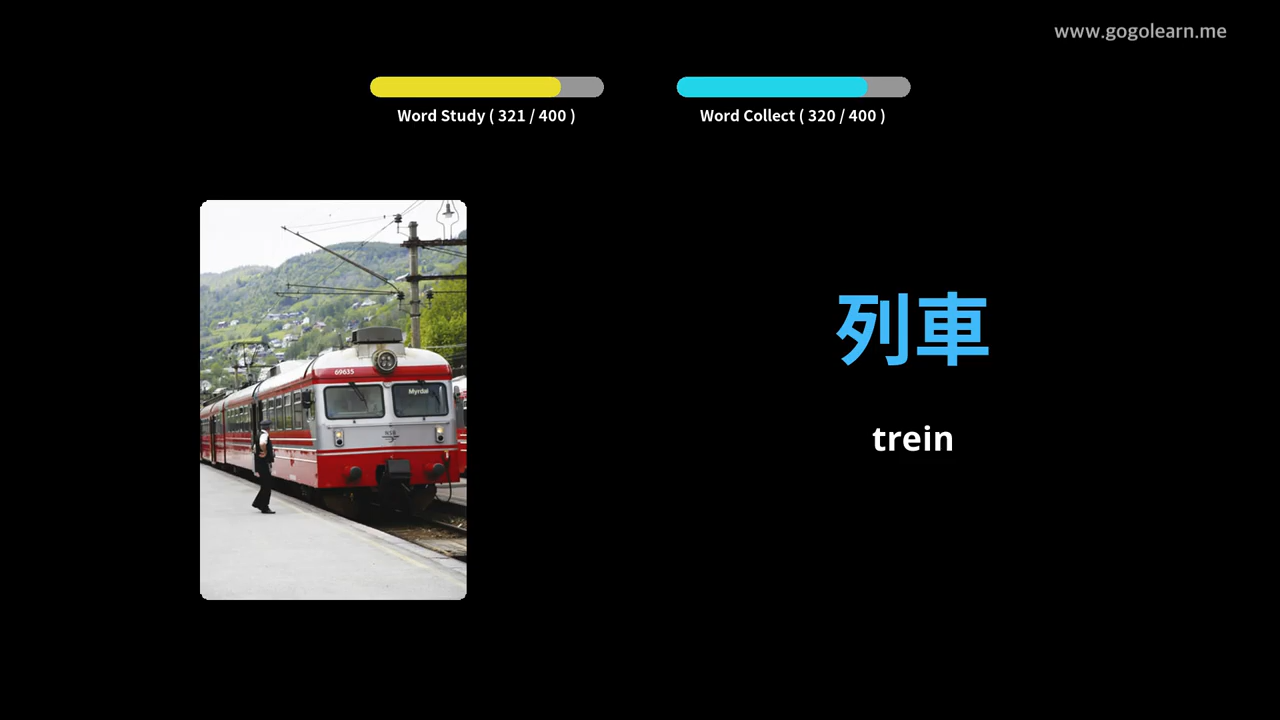 www.gogolearn.me
Word Study ( 321 / 400 )
Word Collect ( 320 / 400 )
69635
Myrdal
NSB
列車
trein